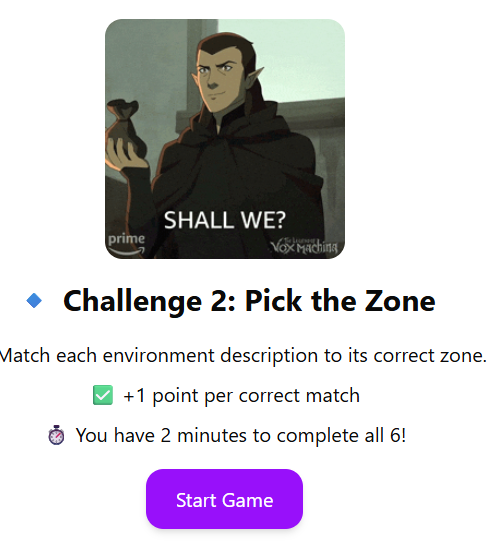 SHALL WE?
prime
The Legend of
VOX MACHINA
Challenge 2: Pick the Zone
Match each environment description to its correct zone.
+1 point per correct match
You have 2 minutes to complete all 6!
Start Game